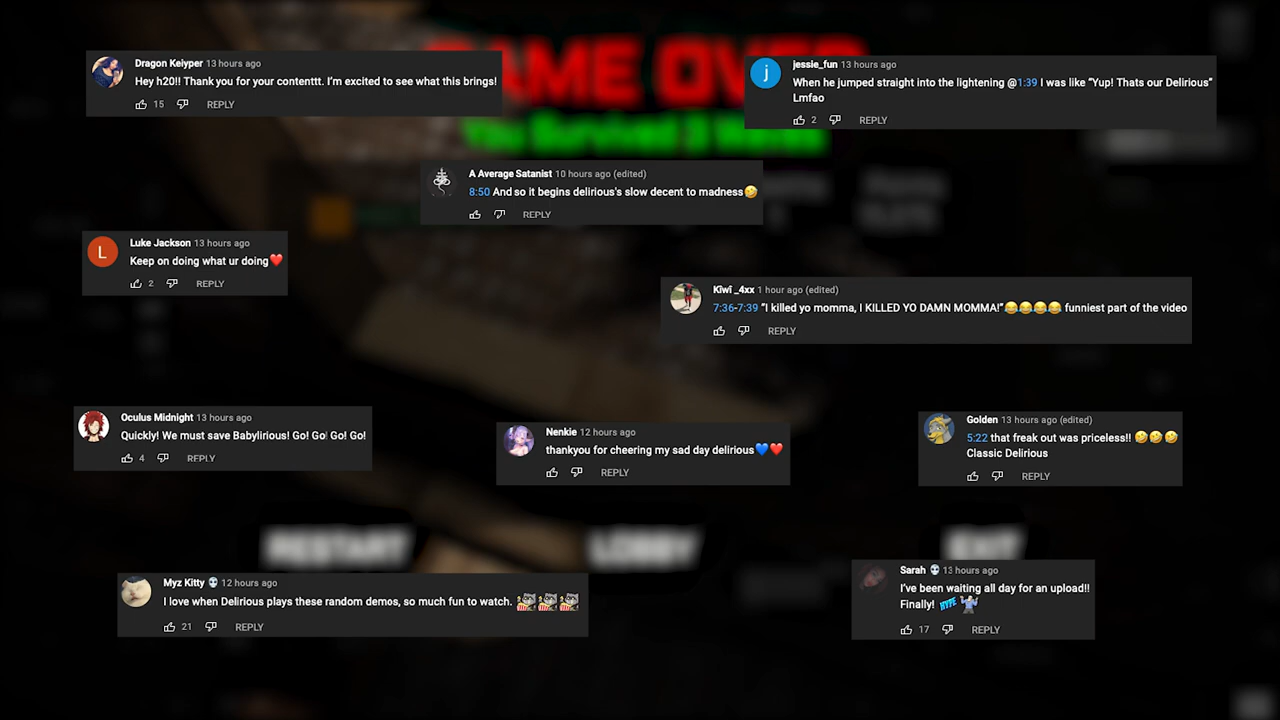 GAME OVER
You Survived 3 Waves
Dragon Keiyper 13 hours ago
Hey h20!! Thank you for your contenttt. I'm excited to see what this brings!
15 REPLY
jessie_fun 13 hours ago
When he jumped straight into the lightening @1:39 I was like “Yup! Thats our Delirious”
Lmfao
2 REPLY
A Average Satanist 10 hours ago (edited)
8:50 And so it begins delirious's slow decent to madness🤣
REPLY
L
Luke Jackson 13 hours ago
Keep on doing what ur doing❤️
2 REPLY
j
Kiwî _4xx 1 hour ago (edited)
7:36-7:39 “I killed yo momma, I KILLED YO DAMN MOMMA!”😂😂😂😂 funniest part of the video
REPLY
Oculus Midnight 13 hours ago
Quickly! We must save Babylirious! Go! Go! Go! Go!
4 REPLY
Nenkie 12 hours ago
thankyou for cheering my sad day delirious💙❤️
REPLY
Golden 13 hours ago (edited)
5:22 that freak out was priceless!! 🤣🤣🤣
Classic Delirious
REPLY
RESTART
LOBBY
EXIT
Myz Kitty 💀 12 hours ago
I love when Delirious plays these random demos, so much fun to watch.
21 REPLY
Sarah 💀 13 hours ago
I've been waiting all day for an upload!!
Finally! HYPE
17 REPLY